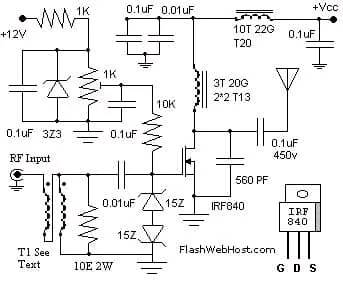 1K
0.1uF
0.01uF
+Vcc
+12V
10T 22G
T20
0.1uF
1K
3T 20G
2*2 T13
10K
0.1uF
3Z3
0.1uF
0.1uF
450v
RF Input
560 PF
0.01uF
15Z
IRF840
IRF
840
15Z
T1 See
Text
10E 2W
FlashWebHost.com
G D S